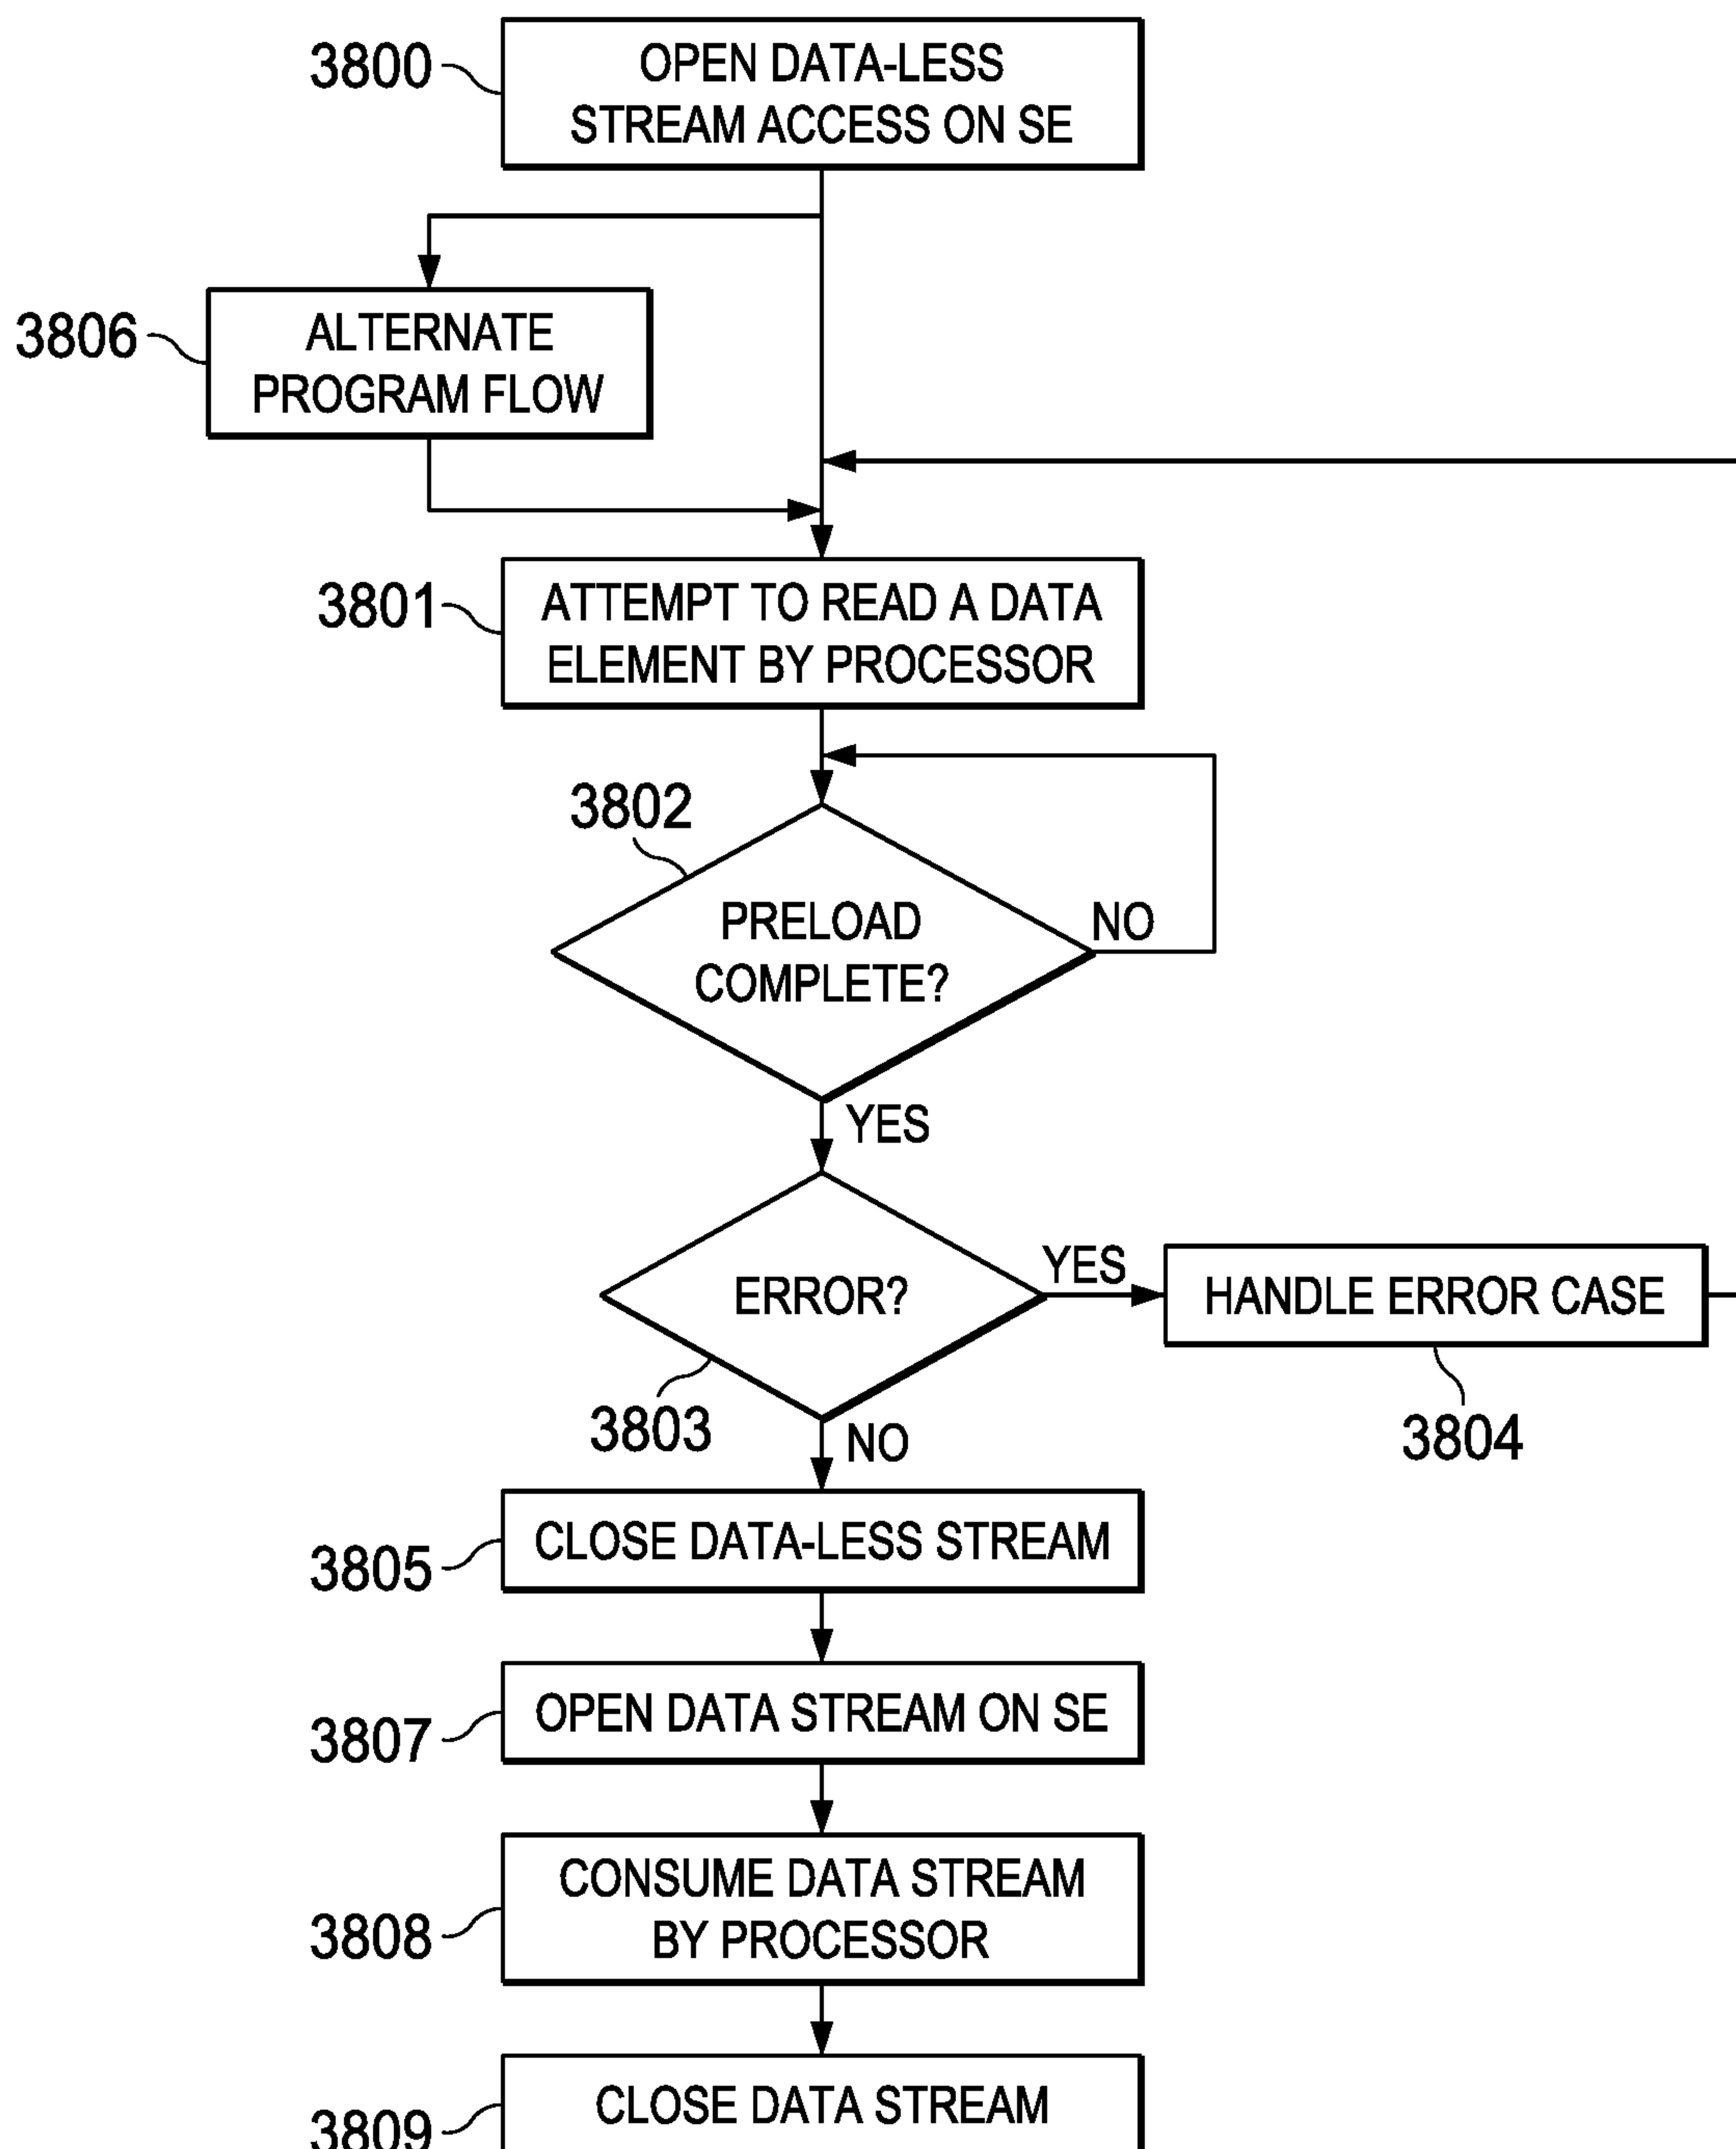 3800
OPEN DATA-LESS
STREAM ACCESS ON SE
3806
ALTERNATE
PROGRAM FLOW
3801
ATTEMPT TO READ A DATA
ELEMENT BY PROCESSOR
3802
PRELOAD
COMPLETE?
NO
YES
ERROR?
YES
HANDLE ERROR CASE
3803
NO
3804
CLOSE DATA-LESS STREAM
3805
OPEN DATA STREAM ON SE
3807
CONSUME DATA STREAM
BY PROCESSOR
3808
CLOSE DATA STREAM
3809